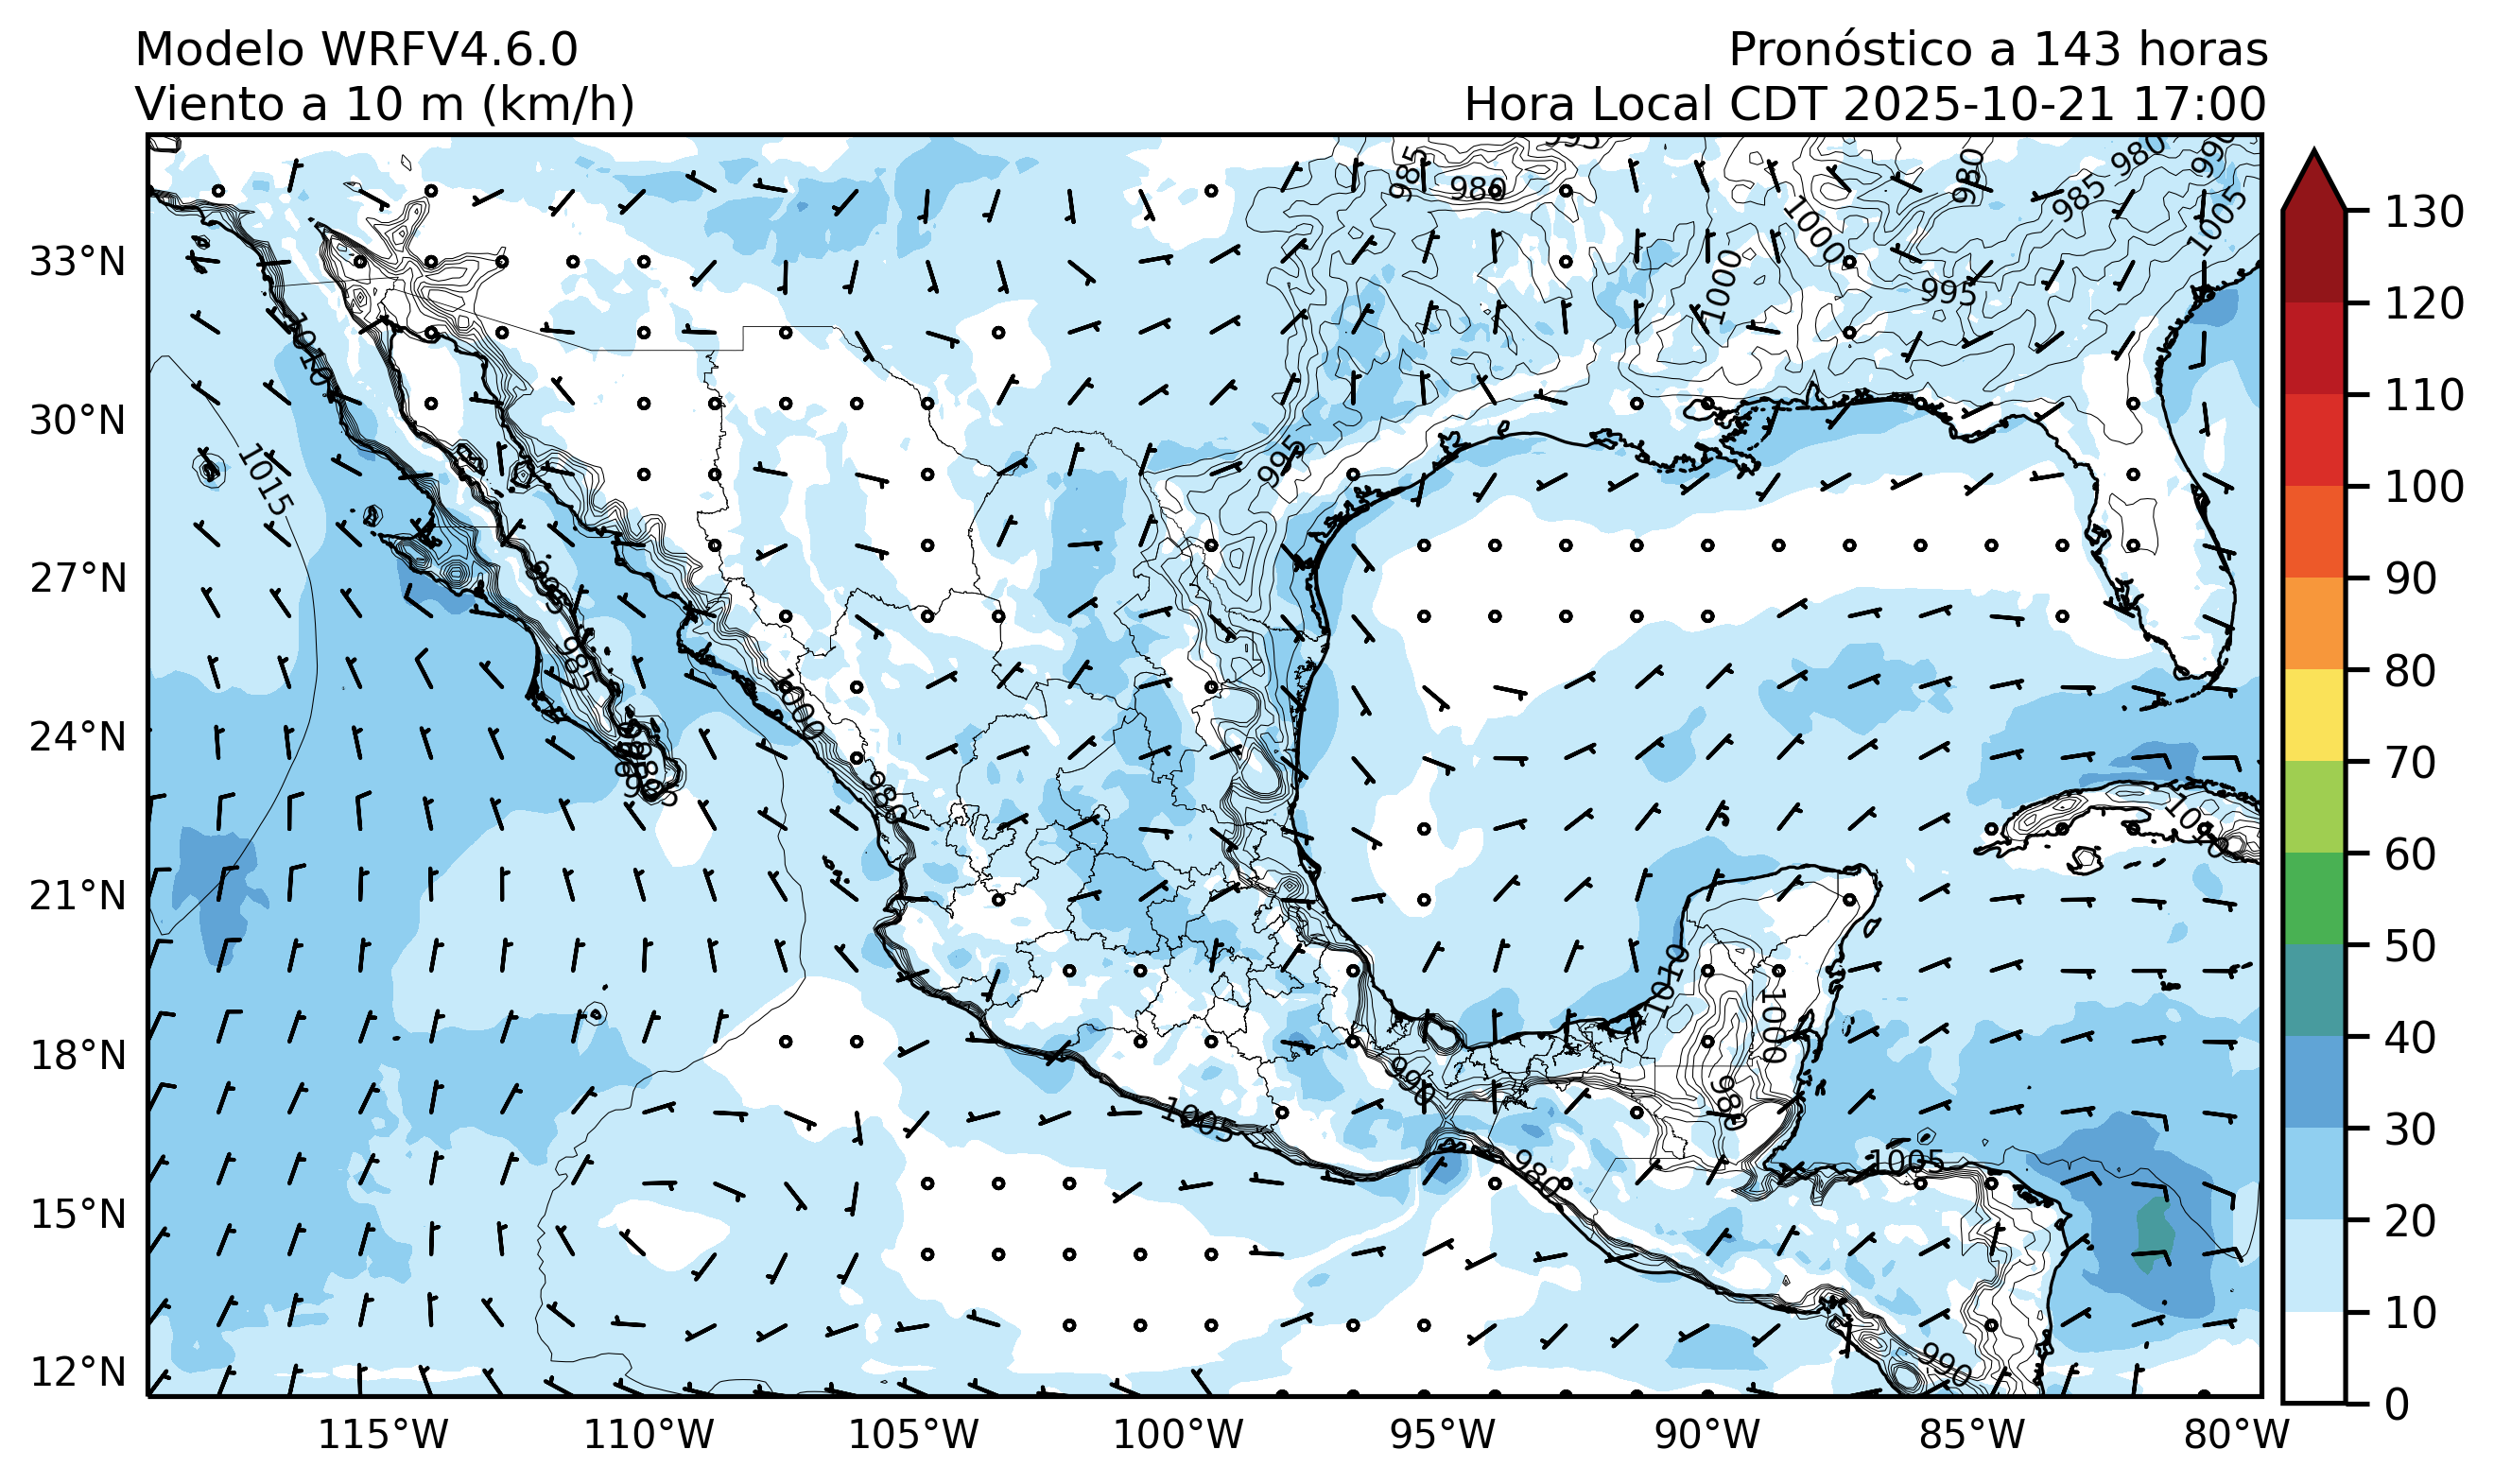 Modelo WRFV4.6.0
Pronóstico a 143 horas
Viento a 10 m (km/h)
Hora Local CDT 2025-10-21 17:00
995
985
980
980
980
990
985
1005
1000
1000
995
1010
1015
995
995
985
1000
980
985
1010
1010
1000
990
980
1005
980
1005
990
33°N
30°N
27°N
24°N
21°N
18°N
15°N
12°N
115°W
110°W
105°W
100°W
95°W
90°W
85°W
80°W
130
120
110
100
90
80
70
60
50
40
30
20
10
0